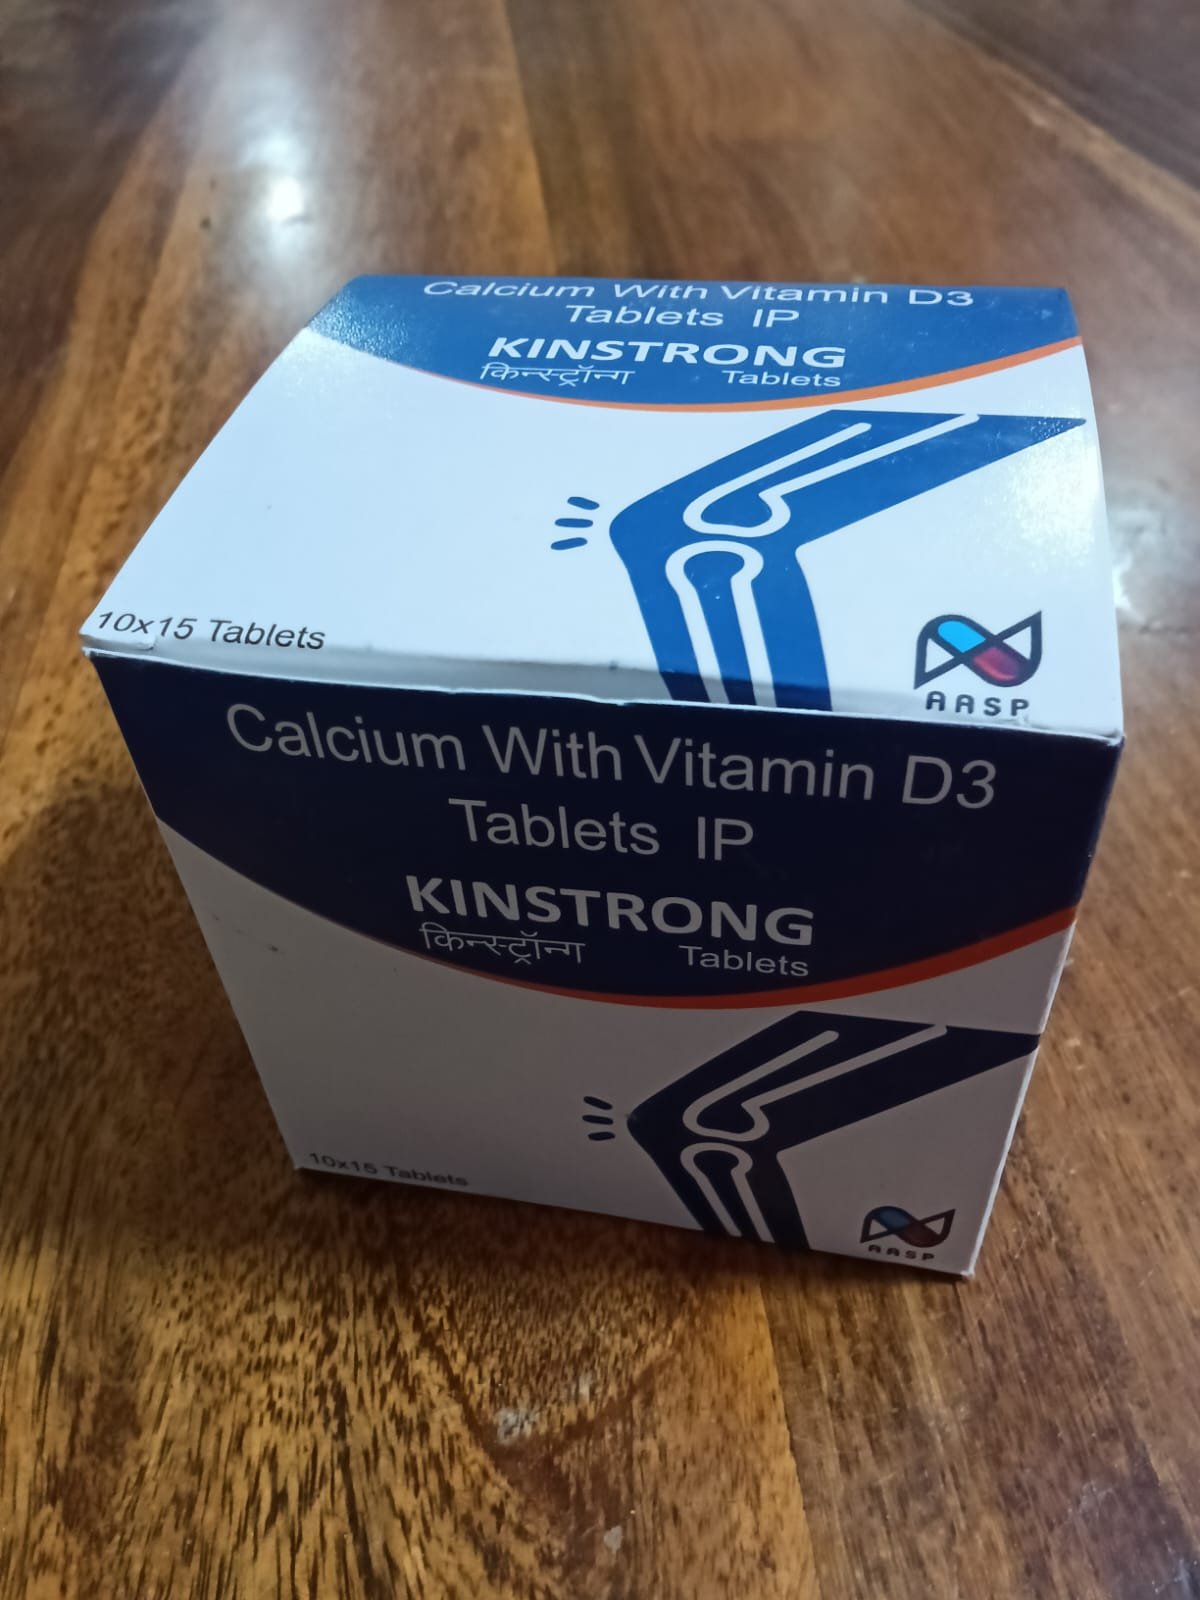 Calcium With Vitamin D3
Tablets IP
KINSTRONG
किन्स्ट्रॉन्ग Tablets
10x15 Tablets
AASP
Calcium With Vitamin D3
Tablets IP
KINSTRONG
किन्स्ट्रॉन्ग Tablets
10x15 Tablets
AASP